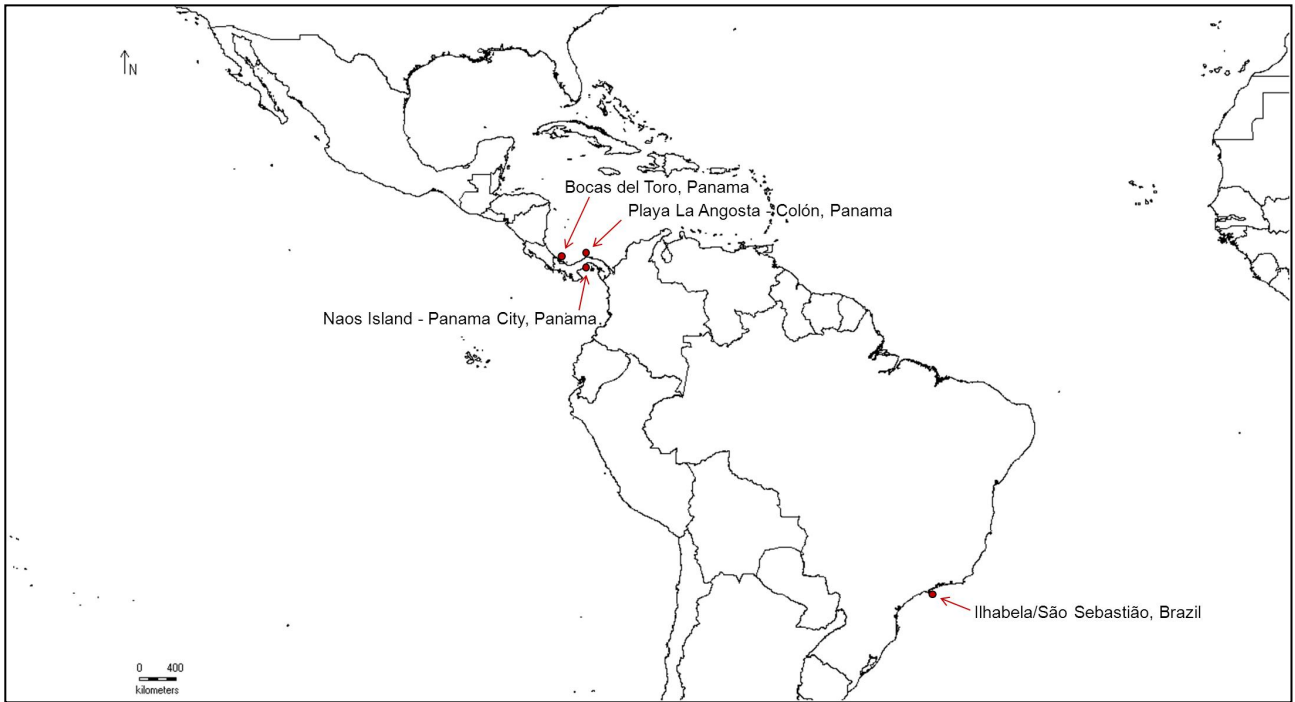 N
Bocas del Toro, Panama
Playa La Angosta - Colón, Panama
Naos Island - Panama City, Panama
Ilhabela/São Sebastião, Brazil
0 400
kilometers